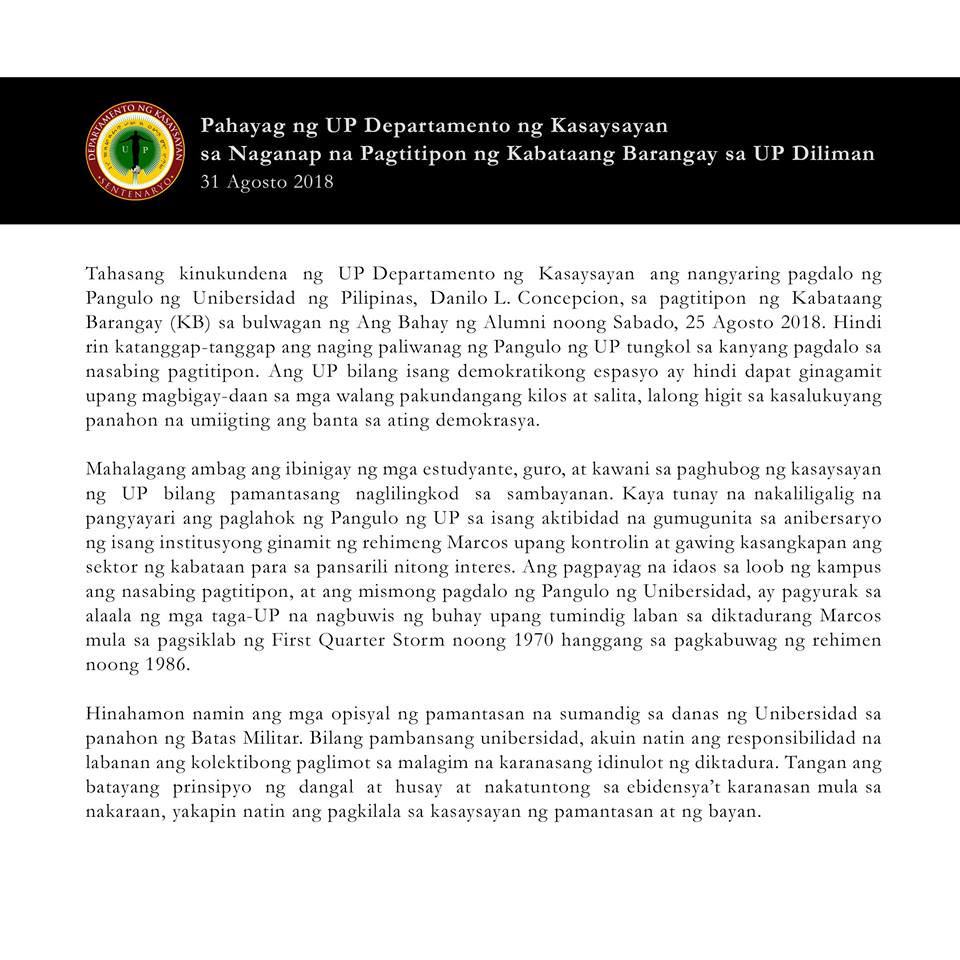 DEPARTAMENTO NG KASAYSAYAN
U P
SENTENARYO
Pahayag ng UP Departamento ng Kasaysayan
sa Naganap na Pagtitipon ng Kabataang Barangay sa UP Diliman
31 Agosto 2018
Tahasang kinukundena ng UP Departamento ng Kasaysayan ang nangyaring pagdalo ng
Pangulo ng Unibersidad ng Pilipinas, Danilo L. Concepcion, sa pagtitipon ng Kabataang
Barangay (KB) sa bulwagan ng Ang Bahay ng Alumni noong Sabado, 25 Agosto 2018. Hindi
rin katanggap-tanggap ang naging paliwanag ng Pangulo ng UP tungkol sa kanyang pagdalo sa
nasabing pagtitipon. Ang UP bilang isang demokratikong espasyo ay hindi dapat ginagamit
upang magbigay-daan sa mga walang pakundangang kilos at salita, lalong higit sa kasalukuyang
panahon na umiigting ang banta sa ating demokrasya.
Mahalagang ambag ang ibinigay ng mga estudyante, guro, at kawani sa paghubog ng kasaysayan
ng UP bilang pamantasang naglilingkod sa sambayanan. Kaya tunay na nakaliligalig na
pangyayari ang paglahok ng Pangulo ng UP sa isang aktibidad na gumugunita sa anibersaryo
ng isang institusyong ginamit ng rehimeng Marcos upang kontrolin at gawing kasangkapan ang
sektor ng kabataan para sa pansarili nitong interes. Ang pagpayag na idaos sa loob ng kampus
ang nasabing pagtitipon, at ang mismong pagdalo ng Pangulo ng Unibersidad, ay pagyurak sa
alaala ng mga taga-UP na nagbuwis ng buhay upang tumindig laban sa diktadurang Marcos
mula sa pagsiklab ng First Quarter Storm noong 1970 hanggang sa pagkabuwag ng rehimen
noong 1986.
Hinahamon namin ang mga opisyal ng pamantasan na sumandig sa danas ng Unibersidad sa
panahon ng Batas Militar. Bilang pambansang unibersidad, akuin natin ang responsibilidad na
labanan ang kolektibong paglimot sa malagim na karanasang idinulot ng diktadura. Tangan ang
batayang prinsipyo ng dangal at husay at nakatuntong sa ebidensya't karanasan mula sa
nakaraan, yakapin natin ang pagkilala sa kasaysayan ng pamantasan at ng bayan.